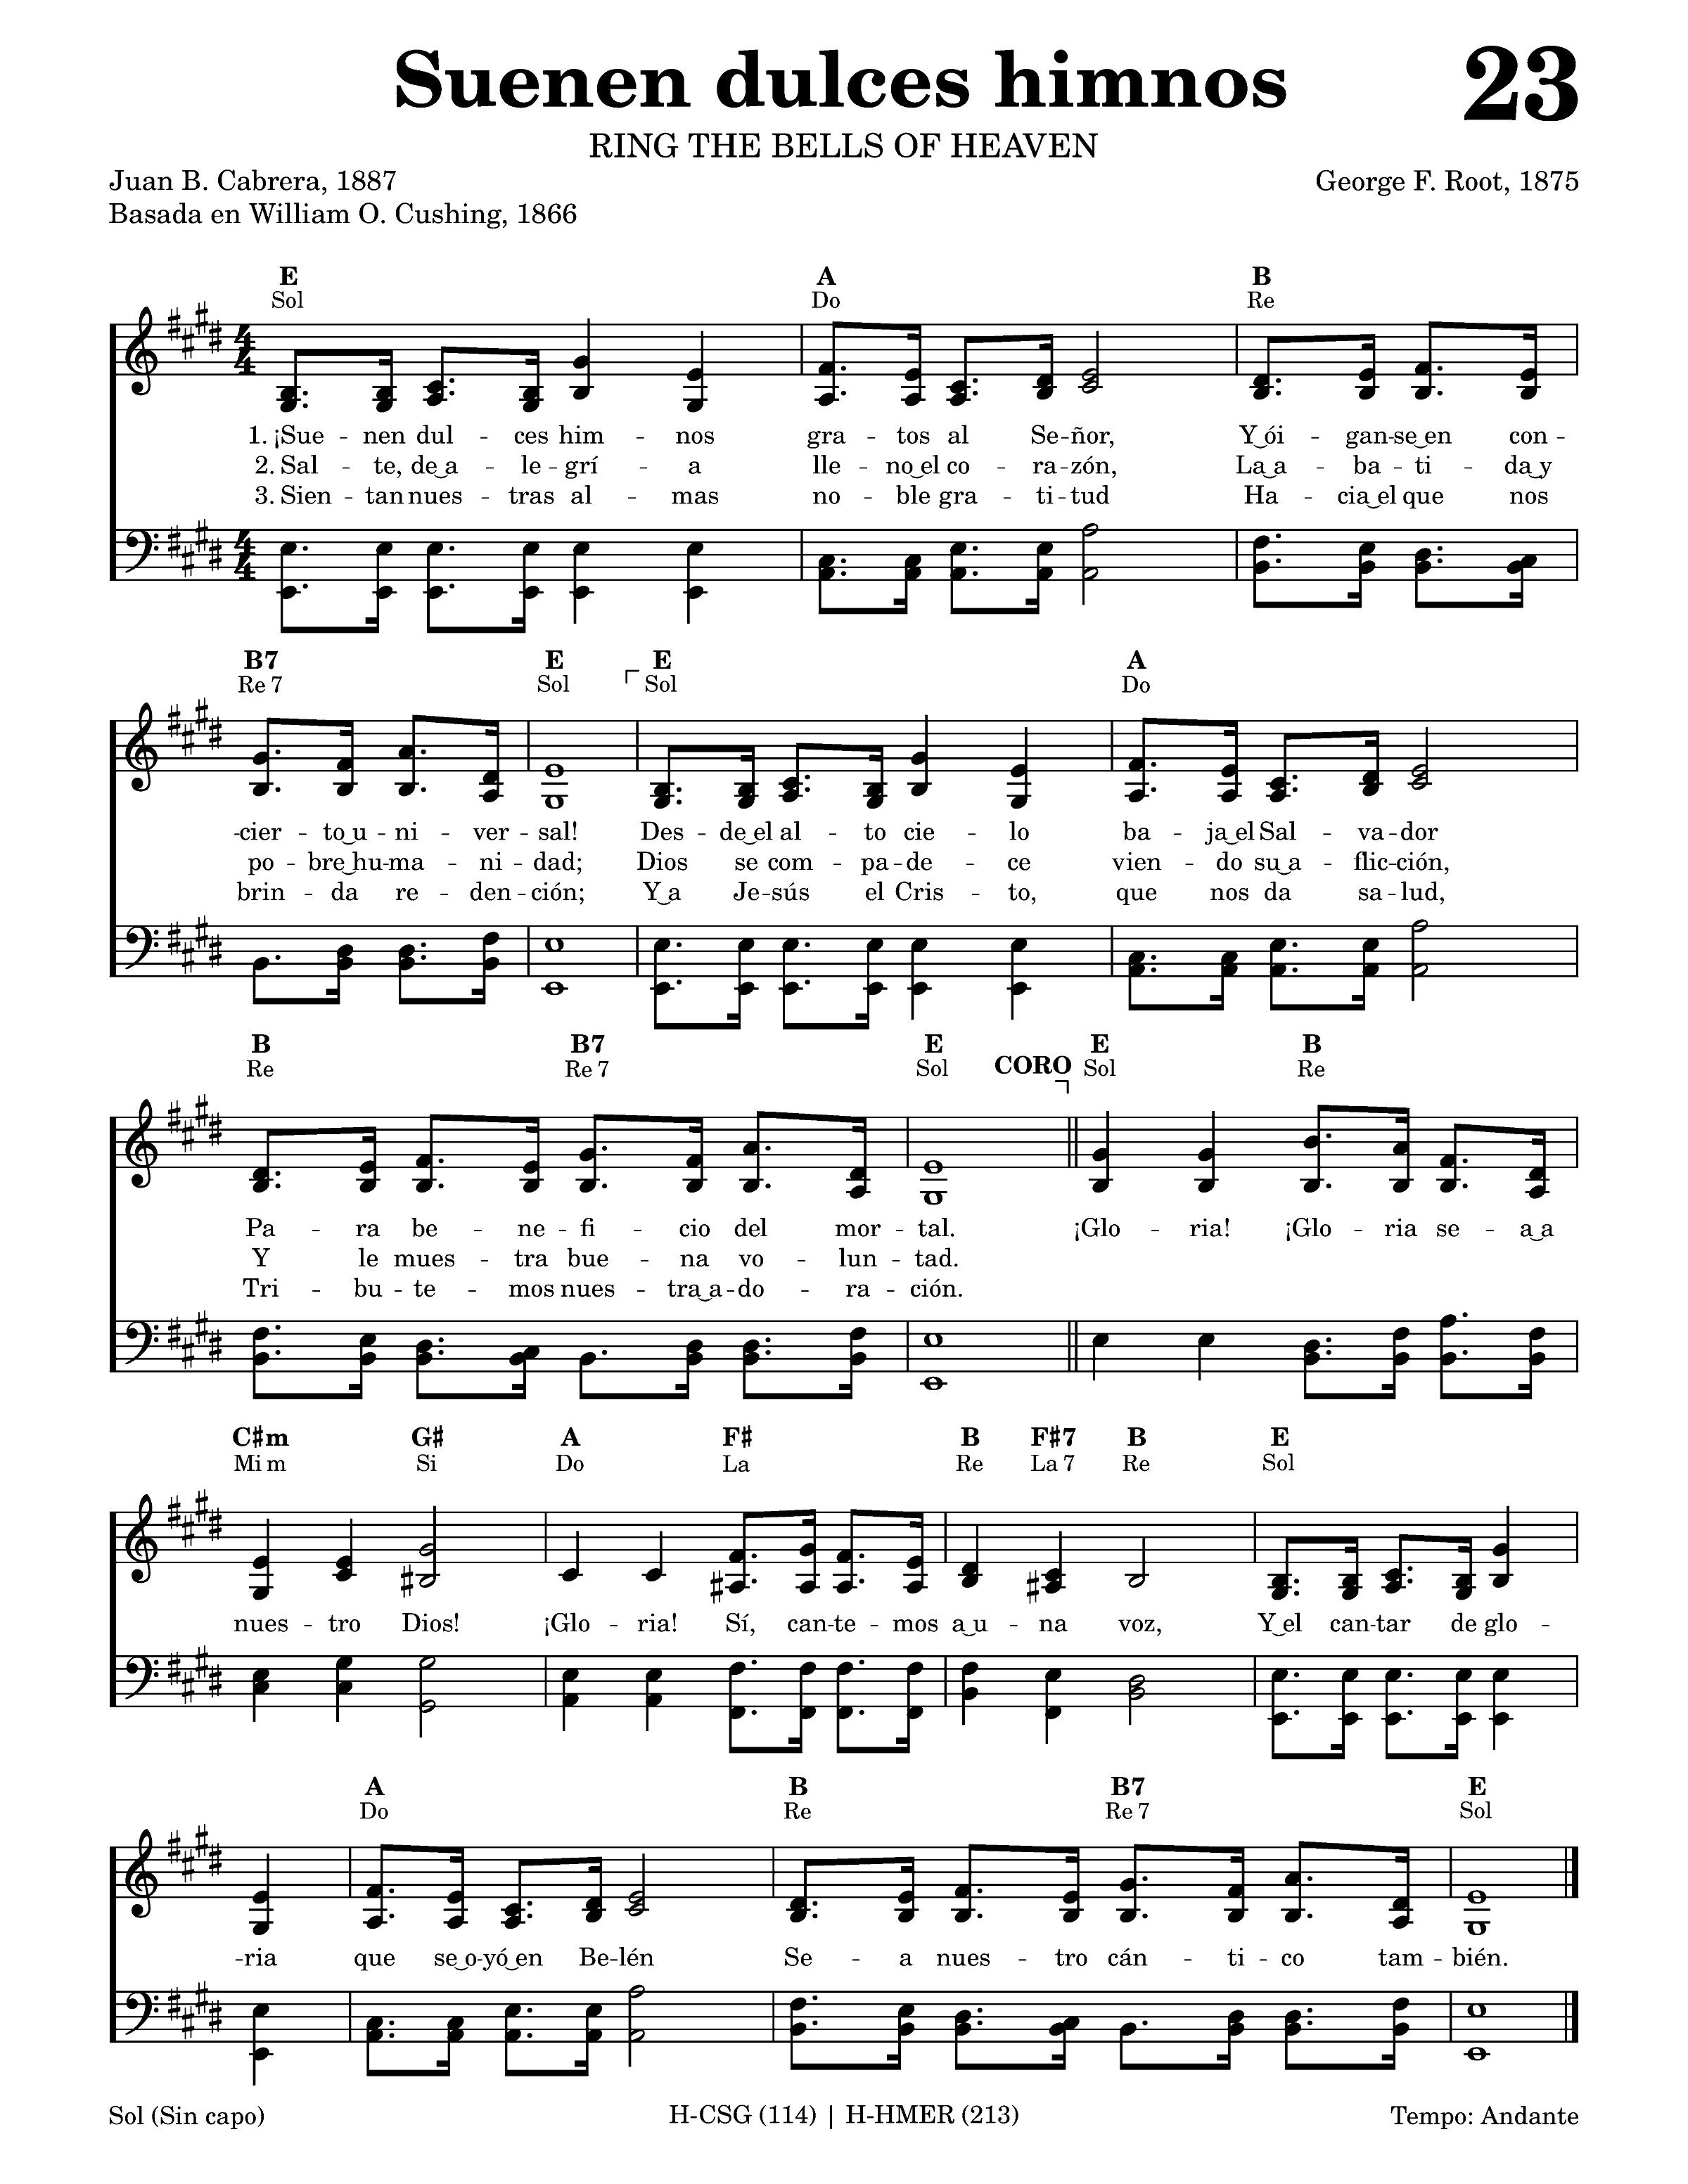 Suenen dulces himnos
23
RING THE BELLS OF HEAVEN
Juan B. Cabrera, 1887
George F. Root, 1875
Basada en William O. Cushing, 1866
E A B
Sol Do Re
1. ¡Sue -- nen dul -- ces him -- nos gra -- tos al Se -- ñor, Y‿ói -- gan -- se‿en con --
2. Sal -- te, de‿a -- le -- grí -- a lle -- no‿el co -- ra -- zón, La‿a -- ba -- ti -- da‿y
3. Sien -- tan nues -- tras al -- mas no -- ble gra -- ti -- tud Ha -- cia‿el que nos
B7 E E A
Re 7 Sol Sol Do
-cier -- to‿u -- ni -- ver -- sal! Des -- de‿el al -- to cie -- lo ba -- ja‿el Sal -- va -- dor
po -- bre‿hu -- ma -- ni -- dad; Dios se com -- pa -- de -- ce vien -- do su‿a -- flic -- ción,
brin -- da re -- den -- ción; Y‿a Je -- sús el Cris -- to, que nos da sa -- lud,
B B7 E E B
Re Re 7 Sol CORO Sol Re
Pa -- ra be -- ne -- fi -- cio del mor -- tal. ¡Glo -- ria! ¡Glo -- ria se -- a‿a
Y le mues -- tra bue -- na vo -- lun -- tad.
Tri -- bu -- te -- mos nues -- tra‿a -- do -- ra -- ción.
C♯m G♯ A F♯ B F♯7 B E
Mi m Si Do La Re La 7 Re Sol
nues -- tro Dios! ¡Glo -- ria! Sí, can -- te -- mos a‿u -- na voz, Y‿el can -- tar de glo --
A B B7 E
Do Re Re 7 Sol
-ria que se‿o -- yó‿en Be -- lén Se -- a nues -- tro cán -- ti -- co tam -- bién.
Sol (Sin capo)
H-CSG (114) | H-HMER (213)
Tempo: Andante